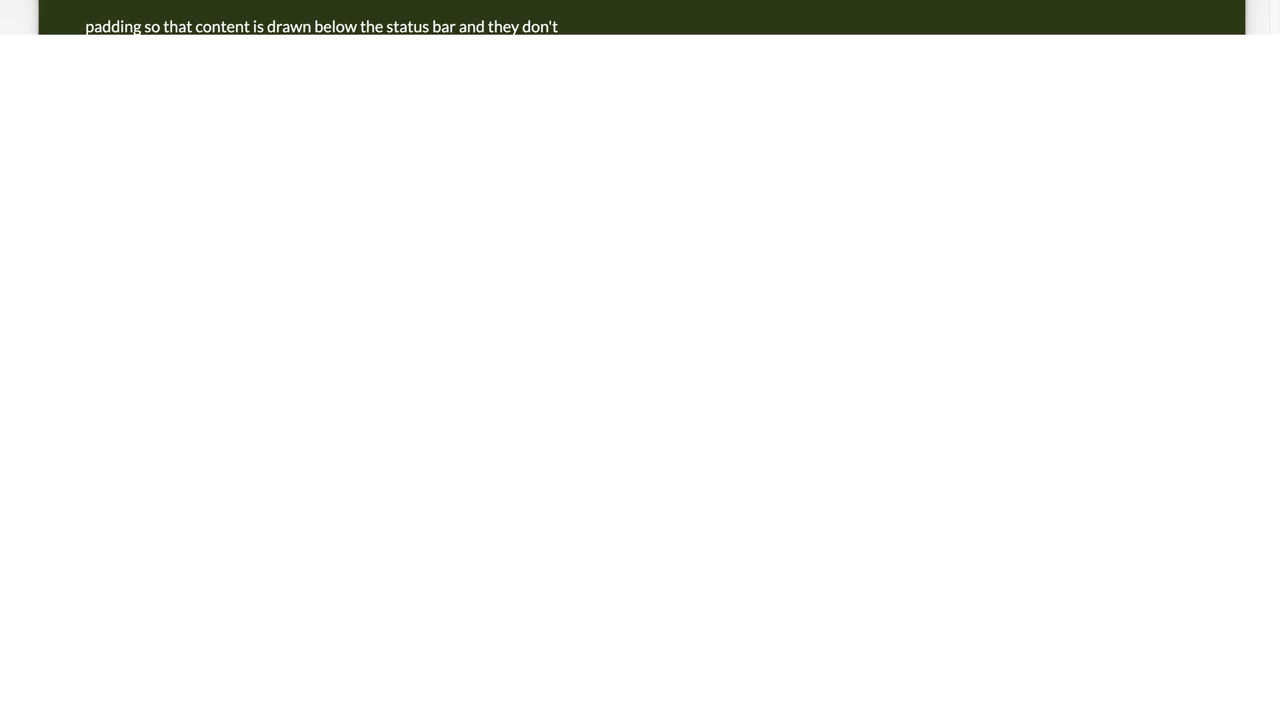 padding so that content is drawn below the status bar and they don't